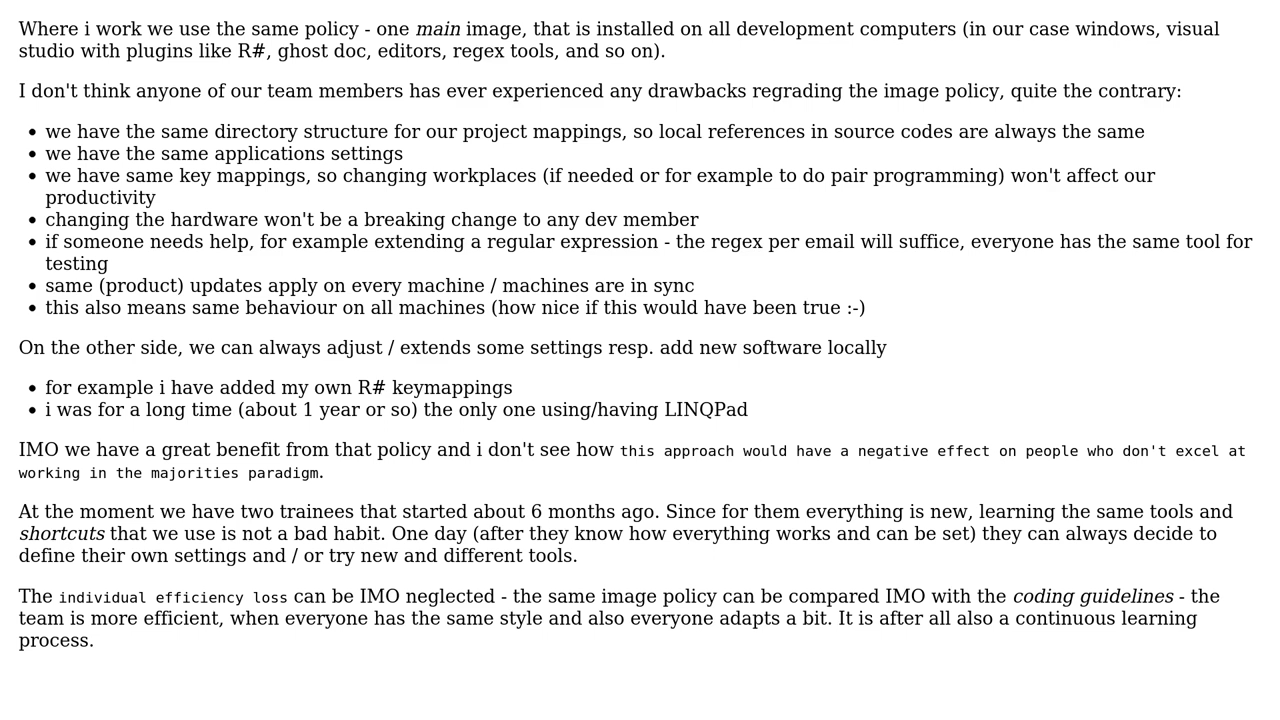 Where i work we use the same policy - one main image, that is installed on all development computers (in our case windows, visual
studio with plugins like R#, ghost doc, editors, regex tools, and so on).
I don't think anyone of our team members has ever experienced any drawbacks regrading the image policy, quite the contrary:
• we have the same directory structure for our project mappings, so local references in source codes are always the same
• we have the same applications settings
• we have same key mappings, so changing workplaces (if needed or for example to do pair programming) won't affect our
productivity
• changing the hardware won't be a breaking change to any dev member
• if someone needs help, for example extending a regular expression - the regex per email will suffice, everyone has the same tool for
testing
• same (product) updates apply on every machine / machines are in sync
• this also means same behaviour on all machines (how nice if this would have been true :-)
On the other side, we can always adjust / extends some settings resp. add new software locally
• for example i have added my own R# keymappings
• i was for a long time (about 1 year or so) the only one using/having LINQPad
IMO we have a great benefit from that policy and i don't see how this approach would have a negative effect on people who don't excel at
working in the majorities paradigm.
At the moment we have two trainees that started about 6 months ago. Since for them everything is new, learning the same tools and
shortcuts that we use is not a bad habit. One day (after they know how everything works and can be set) they can always decide to
define their own settings and / or try new and different tools.
The individual efficiency loss can be IMO neglected - the same image policy can be compared IMO with the coding guidelines - the
team is more efficient, when everyone has the same style and also everyone adapts a bit. It is after all also a continuous learning
process.